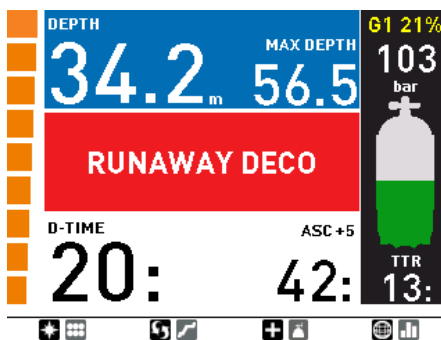 DEPTH
34.2m
MAX DEPTH
56.5
G1 21%
103
bar
RUNAWAY DECO
D-TIME
20:
ASC +5
42:
TTR
13: